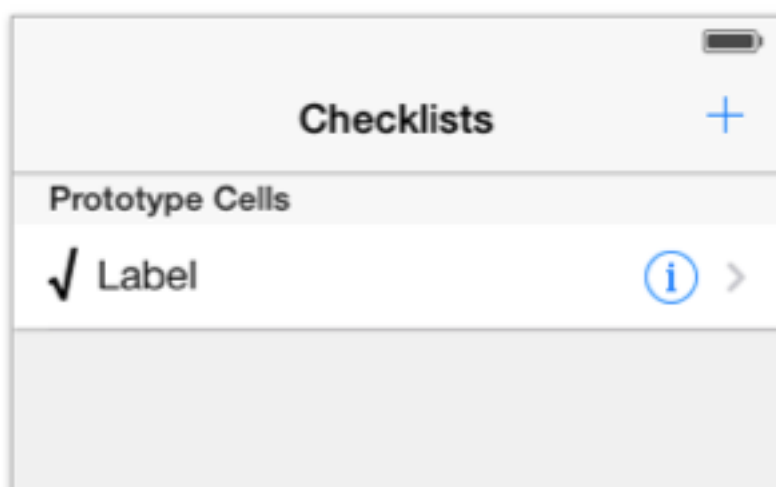 Checklists +
Prototype Cells
√ Label i >